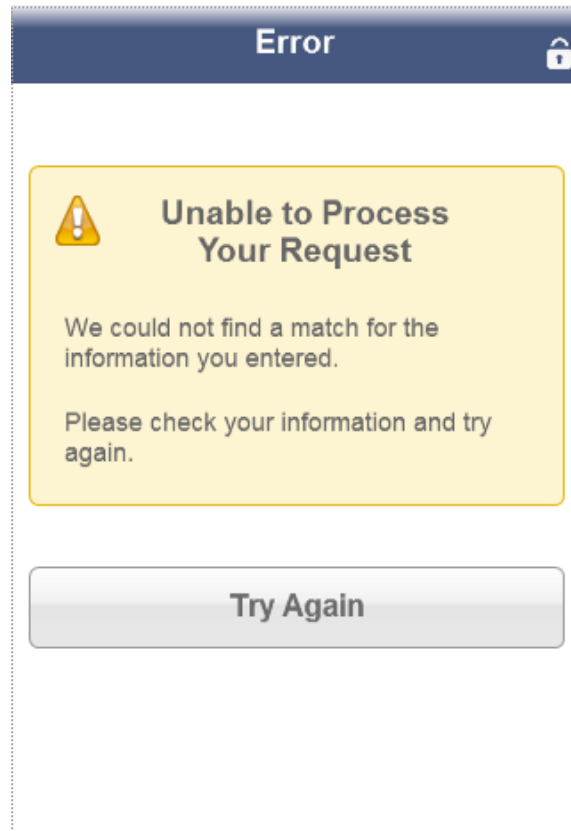 Error
Unable to Process
Your Request
We could not find a match for the
information you entered.
Please check your information and try
again.
Try Again